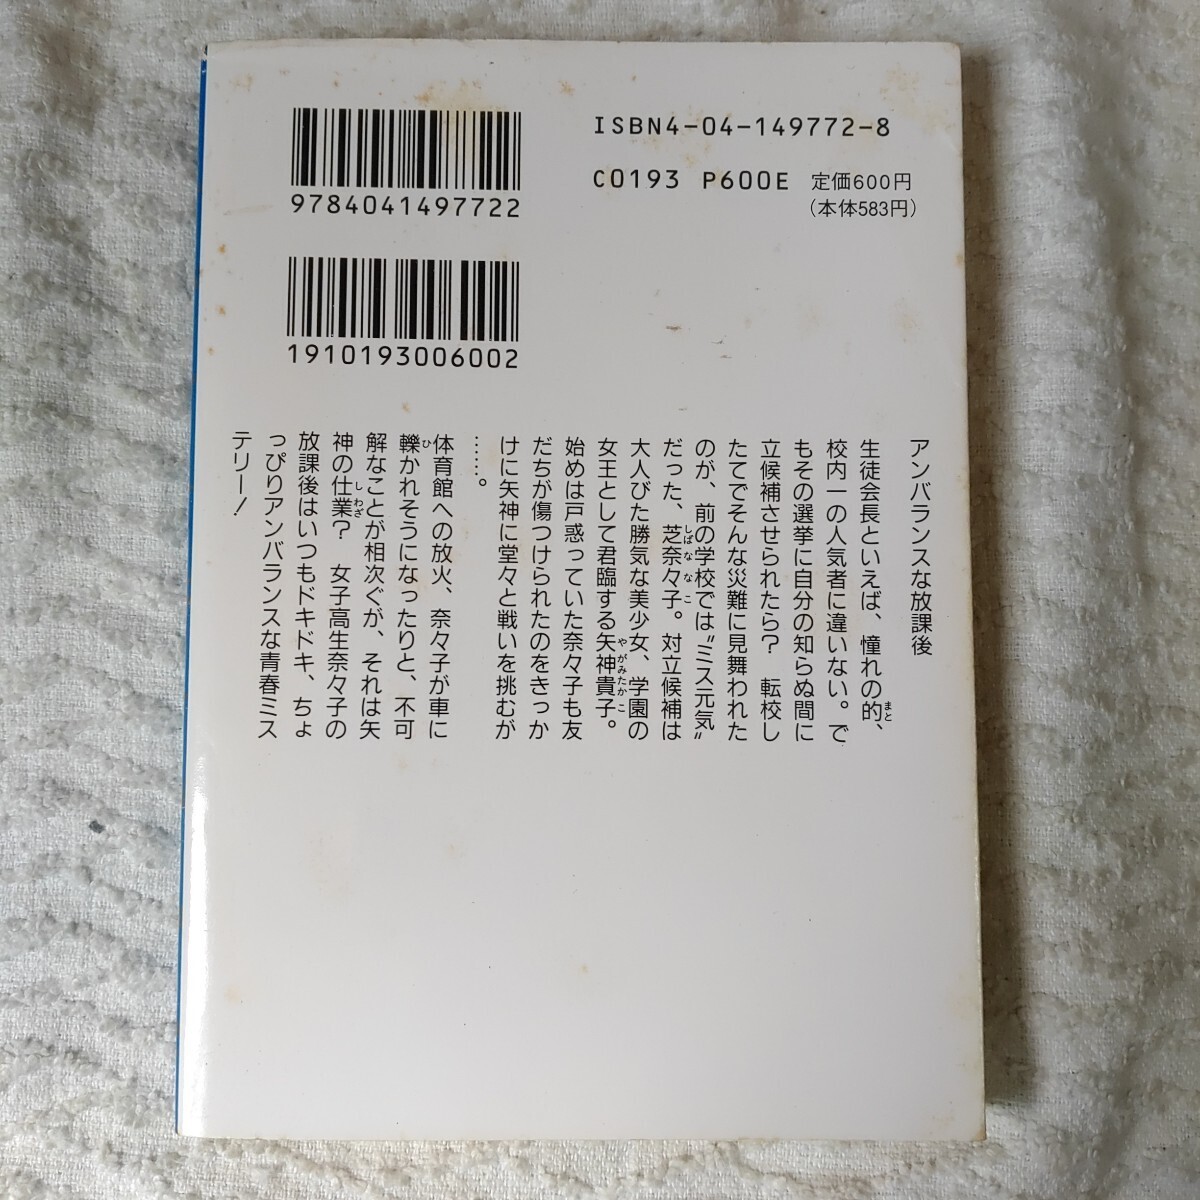 ISBN4-04-149772-8
C0193 P600E 定価600円
(本体583円)
9784041497722
1910193006002
アンバランスな放課後
生徒会長といえば、憧れの的、
校内一の人気者に違いない。で
もその選挙に自分の知らぬ間に
立候補させられたら？ 転校し
たてでそんな災難に見舞われた
のが、前の学校では〝ミス元気〟
だった、芝奈々子。対立候補は
大人びた勝気な美少女、学園の
女王として君臨する矢神貴子。
始めは戸惑っていた奈々子も友
だちが傷つけられたのをきっか
けに矢神に堂々と戦いを挑むが
……。
体育館への放火、奈々子が車に
轢かれそうになったりと、不可
解なことが相次ぐが、それは矢
神の仕業？ 女子高生奈々子の
放課後はいつもドキドキ、ちょ
っぴりアンバランスな青春ミス
テリー！